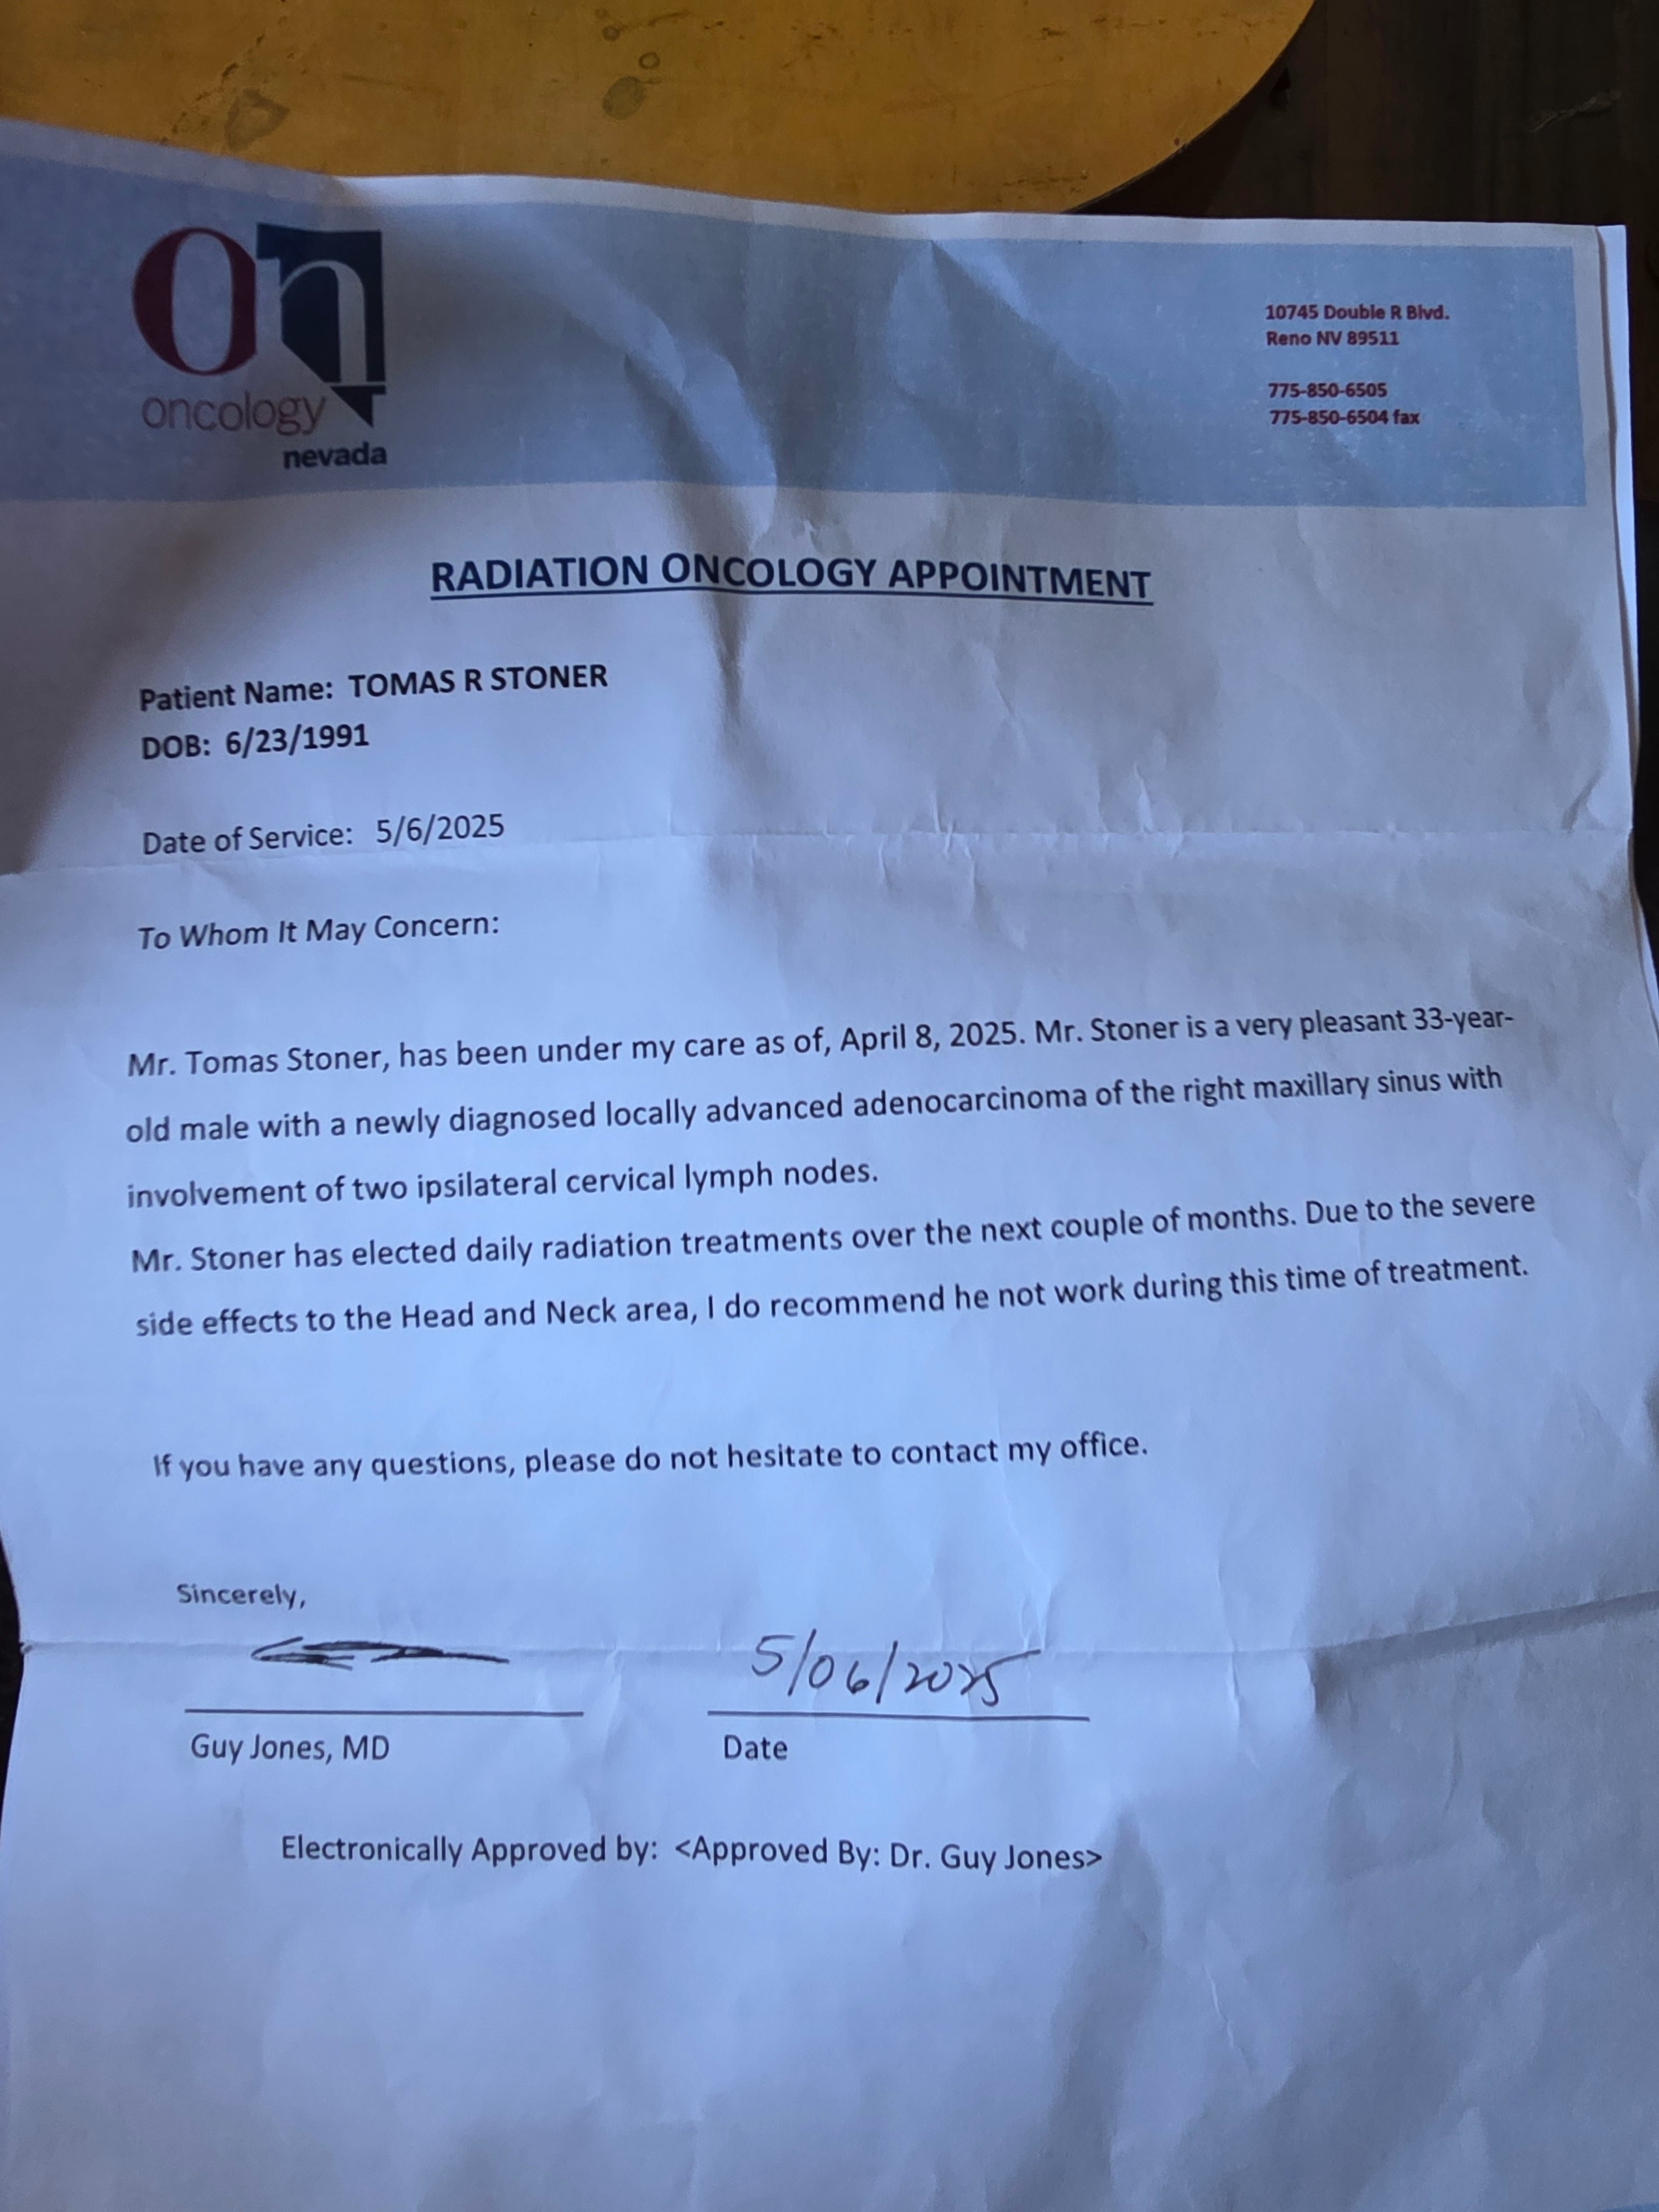 On
oncology
nevada
10745 Double R Blvd.
Reno NV 89511
775-850-6505
775-850-6504 fax
RADIATION ONCOLOGY APPOINTMENT
Patient Name: TOMAS R STONER
DOB: 6/23/1991
Date of Service: 5/6/2025
To Whom It May Concern:
Mr. Tomas Stoner, has been under my care as of, April 8, 2025. Mr. Stoner is a very pleasant 33-year-
old male with a newly diagnosed locally advanced adenocarcinoma of the right maxillary sinus with
involvement of two ipsilateral cervical lymph nodes.
Mr. Stoner has elected daily radiation treatments over the next couple of months. Due to the severe
side effects to the Head and Neck area, I do recommend he not work during this time of treatment.
If you have any questions, please do not hesitate to contact my office.
Sincerely,
5/06/2025
Guy Jones, MD
Date
Electronically Approved by: <Approved By: Dr. Guy Jones>